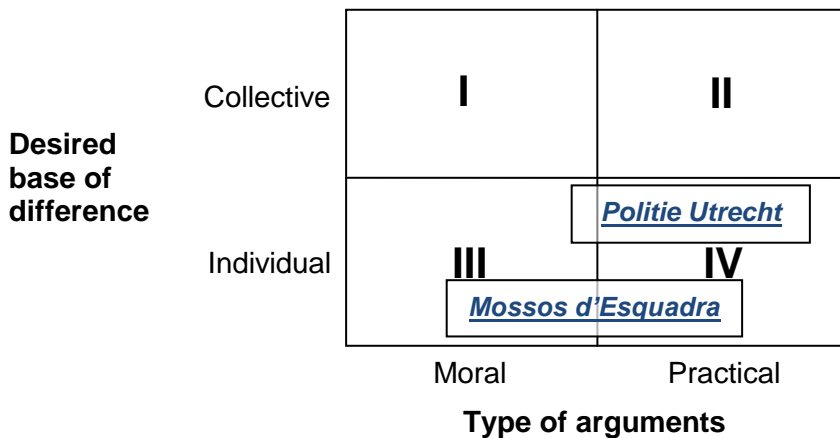 Collective
I
II
Desired
base of
difference
Politie Utrecht
Individual
III
IV
Mossos d’Esquadra
Moral
Practical
Type of arguments